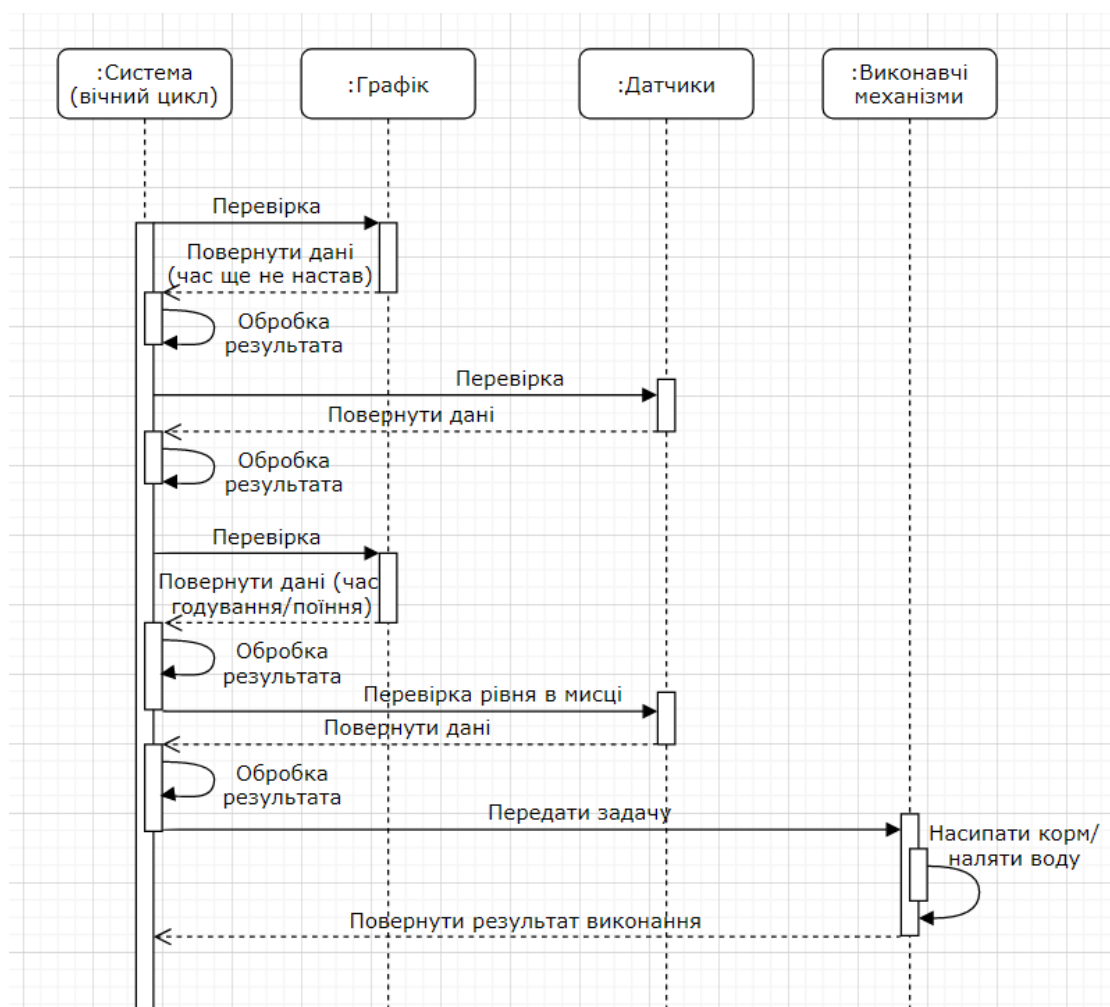 :Система
(вічний цикл)
:Графік
:Датчики
:Виконавчі
механізми
Перевірка
Повернути дані
(час ще не настав)
Обробка
результата
Перевірка
Повернути дані
Обробка
результата
Перевірка
Повернути дані (час
годування/поїння)
Обробка
результата
Перевірка рівня в мисці
Повернути дані
Обробка
результата
Передати задачу
Насипати корм/
наляти воду
Повернути результат виконання